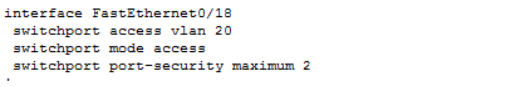 interface FastEthernet0/18
 switchport access vlan 20
 switchport mode access
 switchport port-security maximum 2